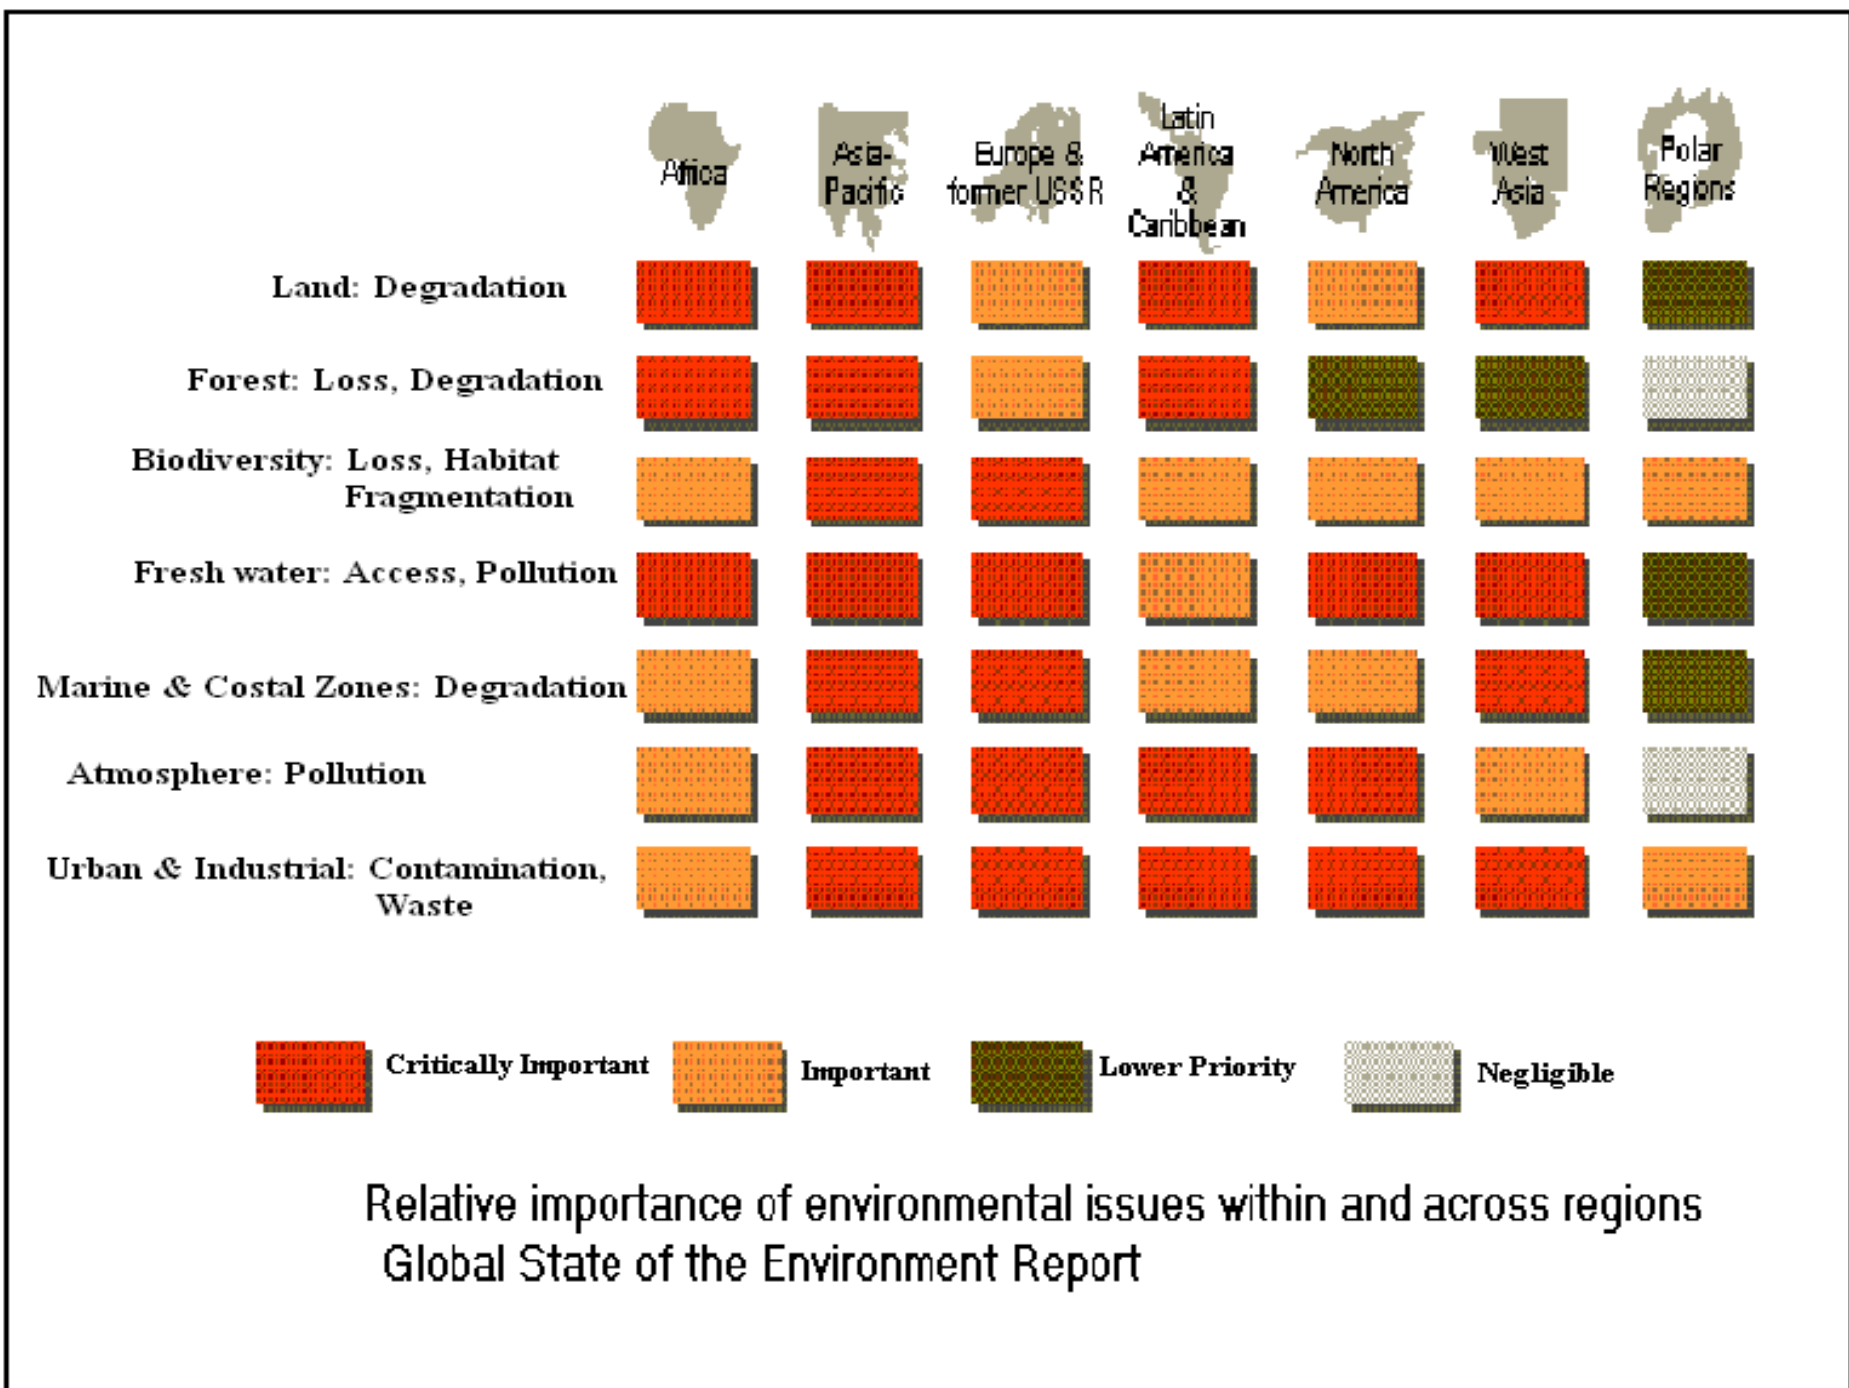 Africa
Asia-
Pacific
Europe &
former USSR
Latin
America
&
Caribbean
North
America
West
Asia
Polar
Regions
Land: Degradation
Forest: Loss, Degradation
Biodiversity: Loss, Habitat
Fragmentation
Fresh water: Access, Pollution
Marine & Costal Zones: Degradation
Atmosphere: Pollution
Urban & Industrial: Contamination,
Waste
Critically Important
Important
Lower Priority
Negligible
Relative importance of environmental issues within and across regions
Global State of the Environment Report